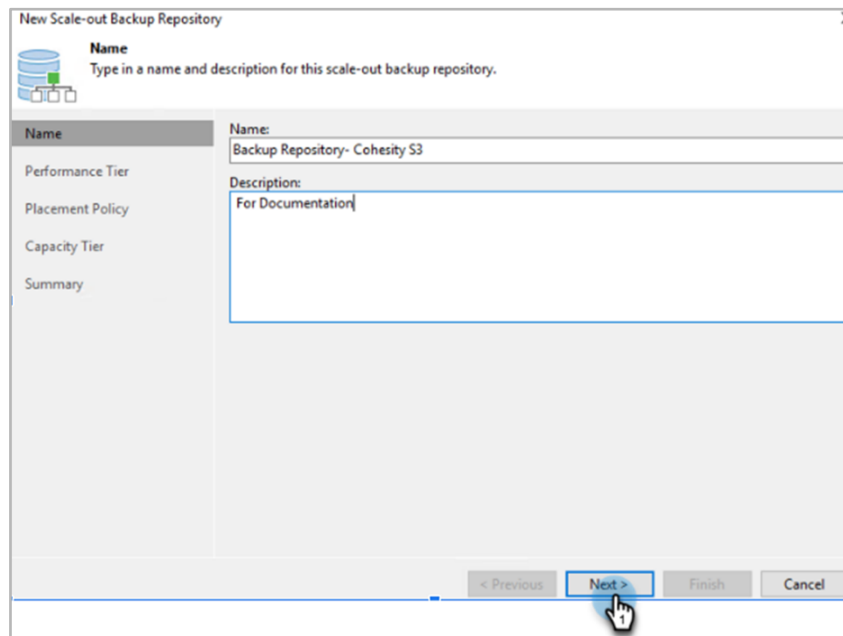 New Scale-out Backup Repository
Name
Type in a name and description for this scale-out backup repository.
Name
Performance Tier
Placement Policy
Capacity Tier
Summary
Name:
Backup Repository- Cohesity S3
Description:
For Documentation
< Previous
Next >
Finish
Cancel
1